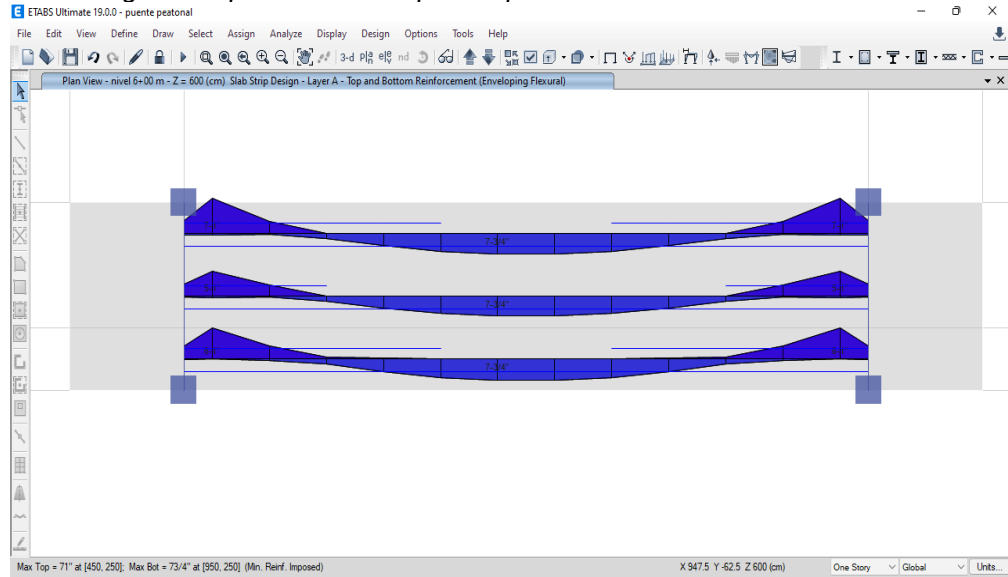 ETABS Ultimate 19.0.0 - puente peatonal
File Edit View Define Draw Select Assign Analyze Display Design Options Tools Help
3-d
nd
Plan View - nivel 6+00 m - Z = 600 (cm) Slab Strip Design - Layer A - Top and Bottom Reinforcement (Enveloping Flexural)
7-3/4"
7-3/4"
7-3/4"
Max Top = 71" at [450, 250]; Max Bot = 73/4" at [950, 250] (Min. Reinf. Imposed)
X 947.5 Y -62.5 Z 600 (cm)
One Story
Global
Units...